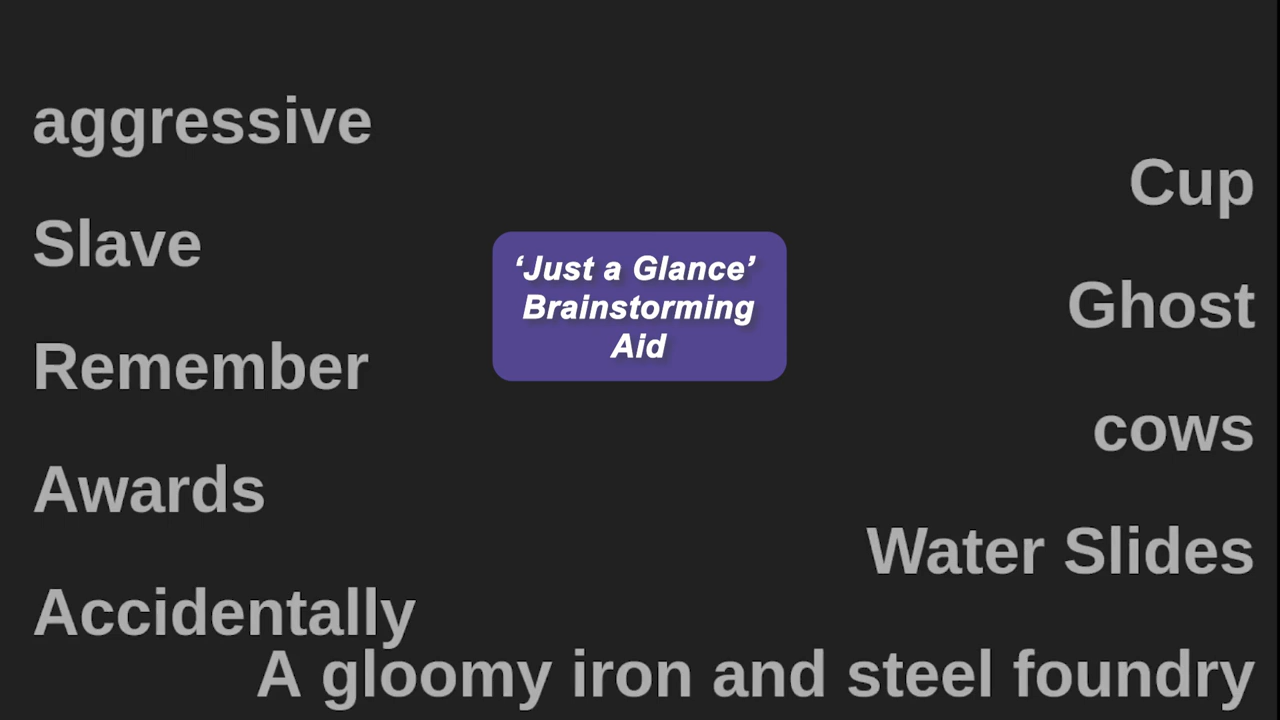 aggressive
Cup
Slave
‘Just a Glance’
Brainstorming
Aid
Ghost
Remember
cows
Awards
Water Slides
Accidentally
A gloomy iron and steel foundry